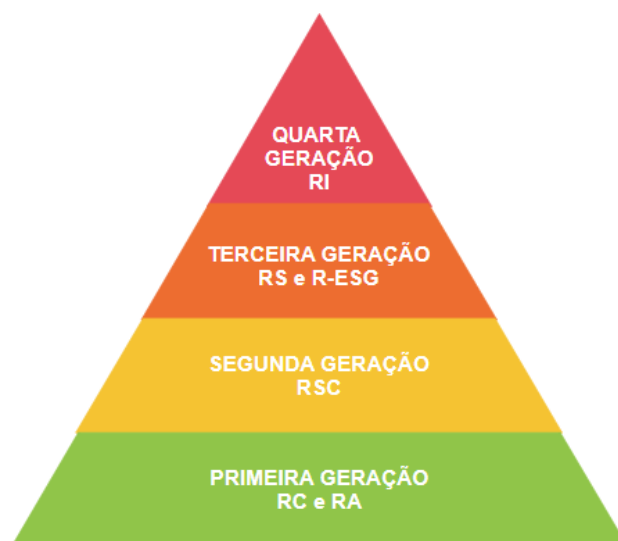 QUARTA
GERAÇÃO
RI
TERCEIRA GERAÇÃO
RS e R-ESG
SEGUNDA GERAÇÃO
RSC
PRIMEIRA GERAÇÃO
RC e RA